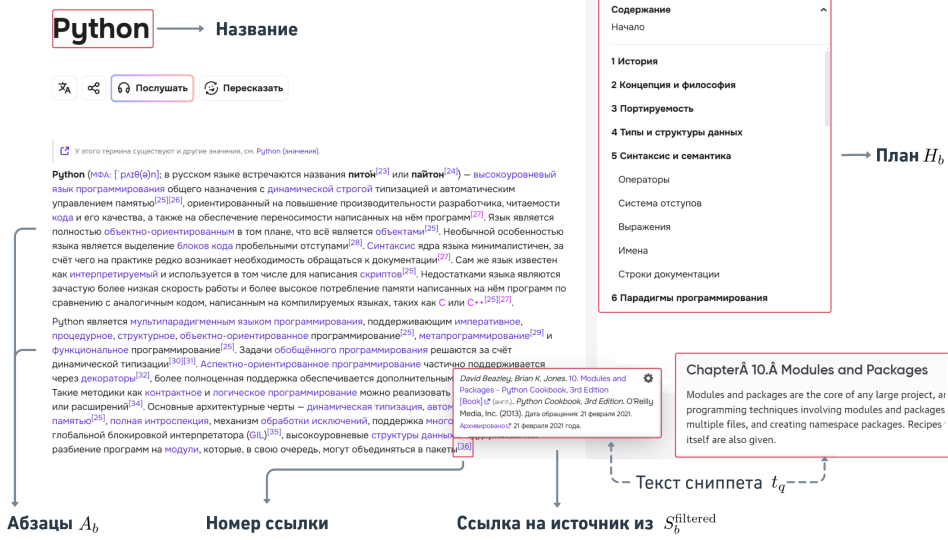 Python
Название
Послушать
Пересказать
У этого термина существуют и другие значения, см. Python (значения).
Python (МФА: [ˈpʌɪθ(ə)n]; в русском языке встречаются названия пито́н[23] или па́йтон[24]) — высокоуровневый
язык программирования общего назначения с динамической строгой типизацией и автоматическим
управлением памятью[25][26], ориентированный на повышение производительности разработчика, читаемости
кода и его качества, а также на обеспечение переносимости написанных на нём программ[27]. Язык является
полностью объектно-ориентированным в том плане, что всё является объектами[25]. Необычной особенностью
языка является выделение блоков кода пробельными отступами[28]. Синтаксис ядра языка минималистичен, за
счёт чего на практике редко возникает необходимость обращаться к документации[27]. Сам же язык известен
как интерпретируемый и используется в том числе для написания скриптов[25]. Недостатками языка являются
зачастую более низкая скорость работы и более высокое потребление памяти написанных на нём программ по
сравнению с аналогичным кодом, написанным на компилируемых языках, таких как C или C++[25][27].
Python является мультипарадигменным языком программирования, поддерживающим императивное,
процедурное, структурное, объектно-ориентированное программирование[25], метапрограммирование[29] и
функциональное программирование[25]. Задачи обобщённого программирования решаются за счёт
динамической типизации[30][31]. Аспектно-ориентированное программирование частично поддерживается
через декораторы[32], более полноценная поддержка обеспечивается дополнительным
Такие методики как контрактное и логическое программирование можно реализовать
или расширений[34]. Основные архитектурные черты — динамическая типизация, автом
памятью[25], полная интроспекция, механизм обработки исключений, поддержка много
глобальной блокировкой интерпретатора (GIL)[35], высокоуровневые структуры данных
разбиение программ на модули, которые, в свою очередь, могут объединяться в пакеты[36]
David Beazley, Brian K. Jones. 10. Modules and
Packages - Python Cookbook, 3rd Edition
[Book] (англ.). Python Cookbook, 3rd Edition. O'Reilly
Media, Inc. (2013). Дата обращения: 21 февраля 2021.
Архивировано 21 февраля 2021 года.
Содержание
Начало
1 История
2 Концепция и философия
3 Портируемость
4 Типы и структуры данных
5 Синтаксис и семантика
Операторы
Система отступов
Выражения
Имена
Строки документации
6 Парадигмы программирования
План H_b
ChapterÂ 10.Â Modules and Packages
Modules and packages are the core of any large project, ar
programming techniques involving modules and packages
multiple files, and creating namespace packages. Recipes
itself are also given.
Текст сниппета t_q
Абзацы A_b
Номер ссылки
Ссылка на источник из S_b^filtered